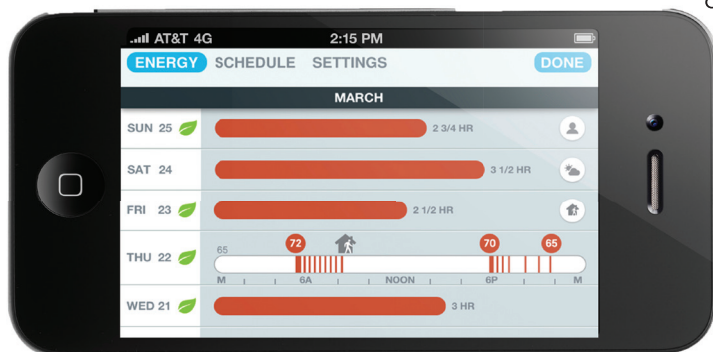 AT&T 4G 2:15 PM
ENERGY SCHEDULE SETTINGS DONE
MARCH
SUN 25 2 3/4 HR
SAT 24 3 1/2 HR
FRI 23 2 1/2 HR
65 72 70 65
THU 22
M 6A NOON 6P M
WED 21 3 HR